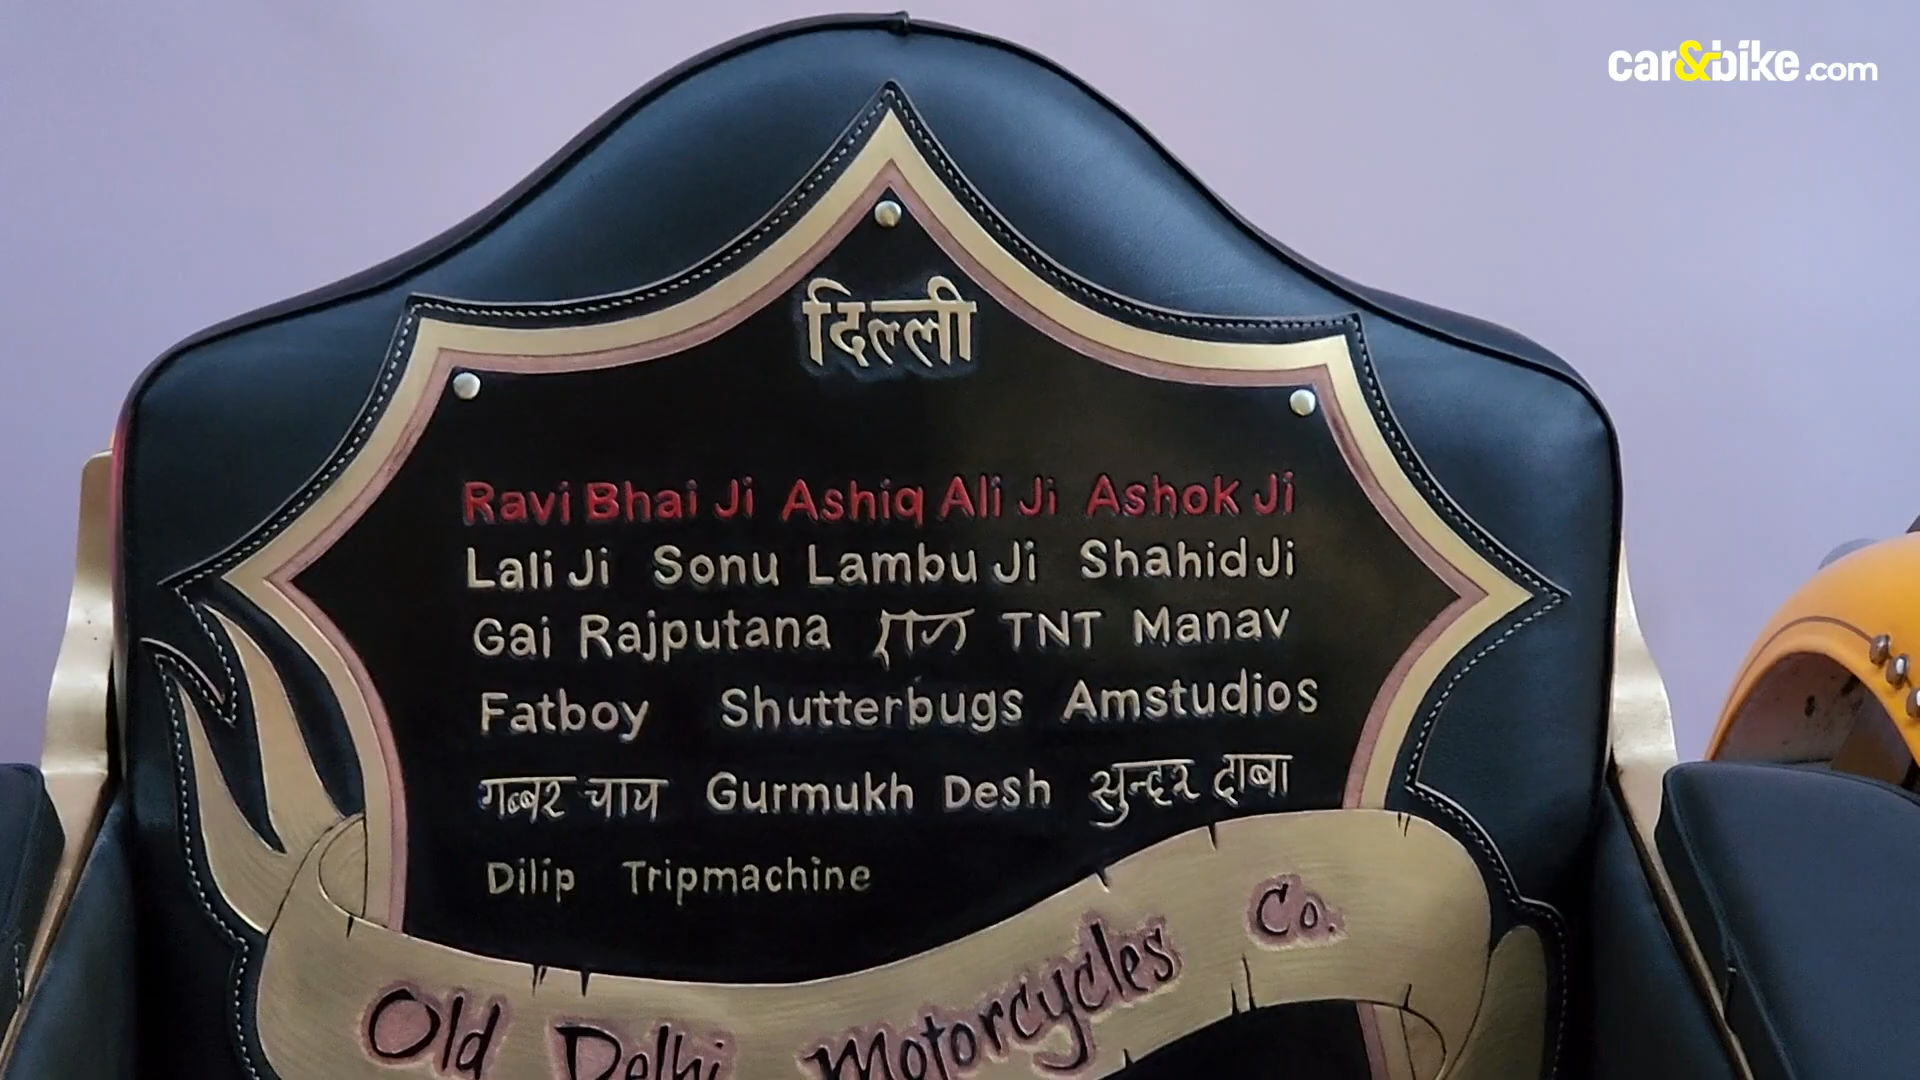 car&bike.com
दिल्ली
Ravi Bhai Ji Ashiq Ali Ji Ashok Ji
Lali Ji Sonu Lambu Ji Shahid Ji
Gai Rajputana राज TNT Manav
Fatboy Shutterbugs Amstudios
गब्बर चाय Gurmukh Desh सुन्दर ढाबा
Dilip Tripmachine
Old Delhi Motorcycles Co.